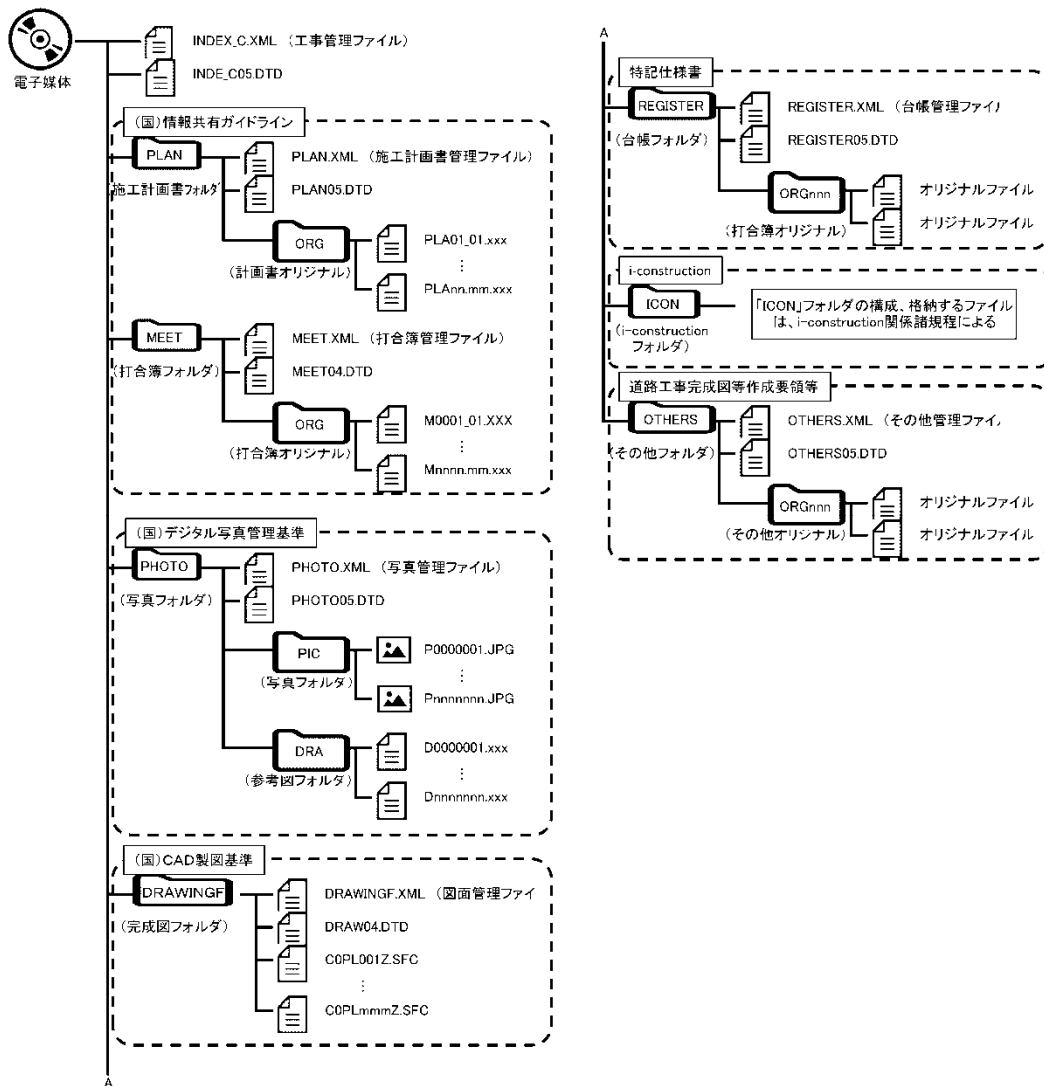 電子媒体
INDEX_C.XML (工事管理ファイル)
INDE_C05.DTD
(国)情報共有ガイドライン
PLAN
(施工計画書フォルダ)
PLAN.XML (施工計画書管理ファイル)
PLAN05.DTD
ORG
(計画書オリジナル)
PLA01_01.xxx
⋮
PLAnn.mm.xxx
MEET
(打合簿フォルダ)
MEET.XML (打合簿管理ファイル)
MEET04.DTD
ORG
(打合簿オリジナル)
M0001_01.XXX
⋮
Mnnnn.mm.xxx
(国)デジタル写真管理基準
PHOTO
(写真フォルダ)
PHOTO.XML (写真管理ファイル)
PHOTO05.DTD
PIC
(写真フォルダ)
P0000001.JPG
⋮
Pnnnnnnn.JPG
DRA
(参考図フォルダ)
D0000001.xxx
⋮
Dnnnnnnn.xxx
(国)CAD製図基準
DRAWINGF
(完成図フォルダ)
DRAWINGF.XML (図面管理ファイ
DRAW04.DTD
C0PL001Z.SFC
⋮
C0PLmmmZ.SFC
A
A
特記仕様書
REGISTER
(台帳フォルダ)
REGISTER.XML (台帳管理ファイル
REGISTER05.DTD
ORGnnn
(打合簿オリジナル)
オリジナルファイル
オリジナルファイル
i-construction
ICON
(i-construction
フォルダ)
「ICON」フォルダの構成、格納するファイル
は、i-construction関係諸規程による
道路工事完成図等作成要領等
OTHERS
(その他フォルダ)
OTHERS.XML (その他管理ファイ
OTHERS05.DTD
ORGnnn
(その他オリジナル)
オリジナルファイル
オリジナルファイル